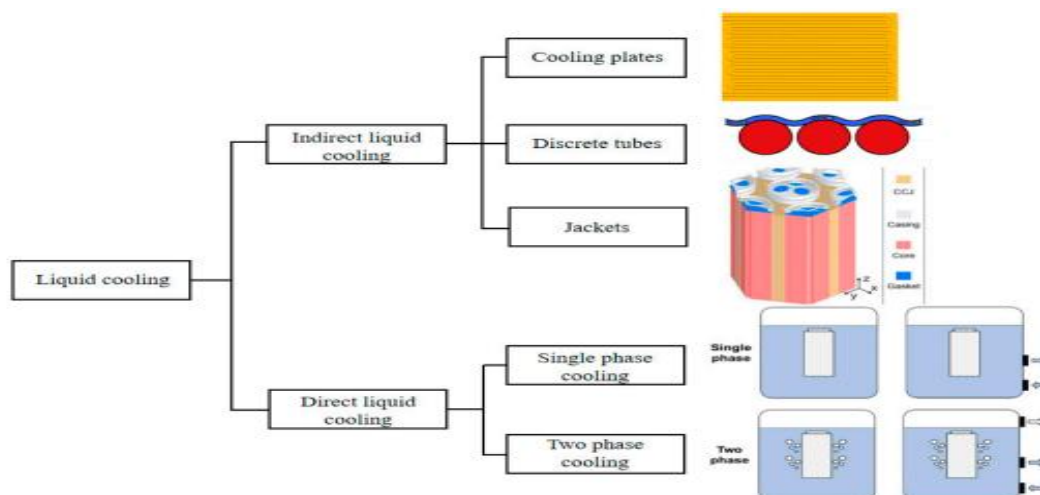 Cooling plates
Indirect liquid
cooling
Discrete tubes
Jackets
CCJ
Casing
Core
Gasket
z
y
x
Liquid cooling
Direct liquid
cooling
Single phase
cooling
Two phase
cooling
Single
phase
Two
phase